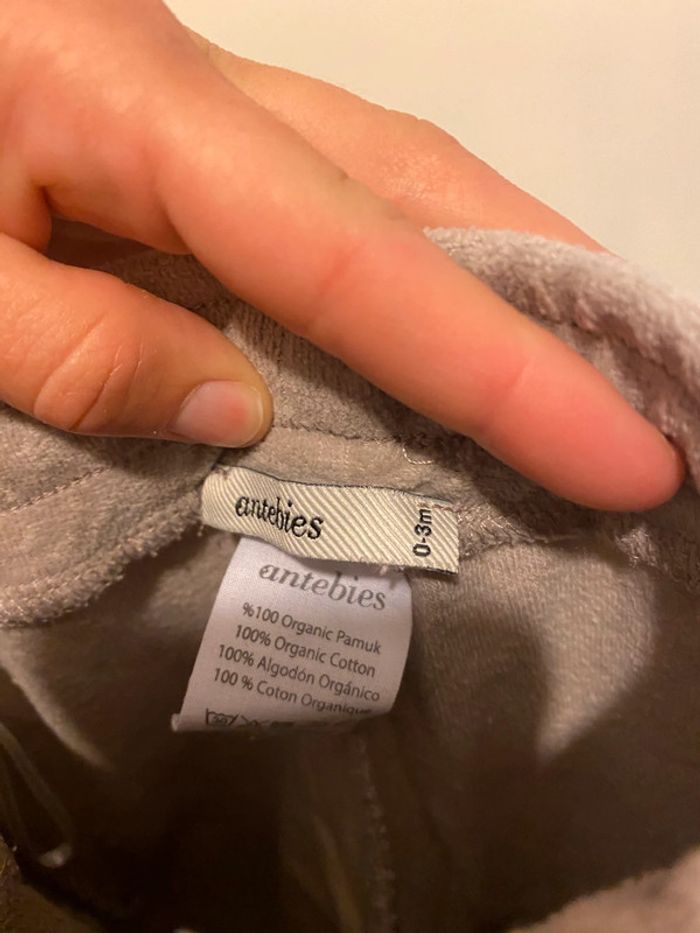 antebies
0-3m
antebies
%100 Organic Pamuk
100% Organic Cotton
100% Algodón Orgánico
100 % Coton Organique